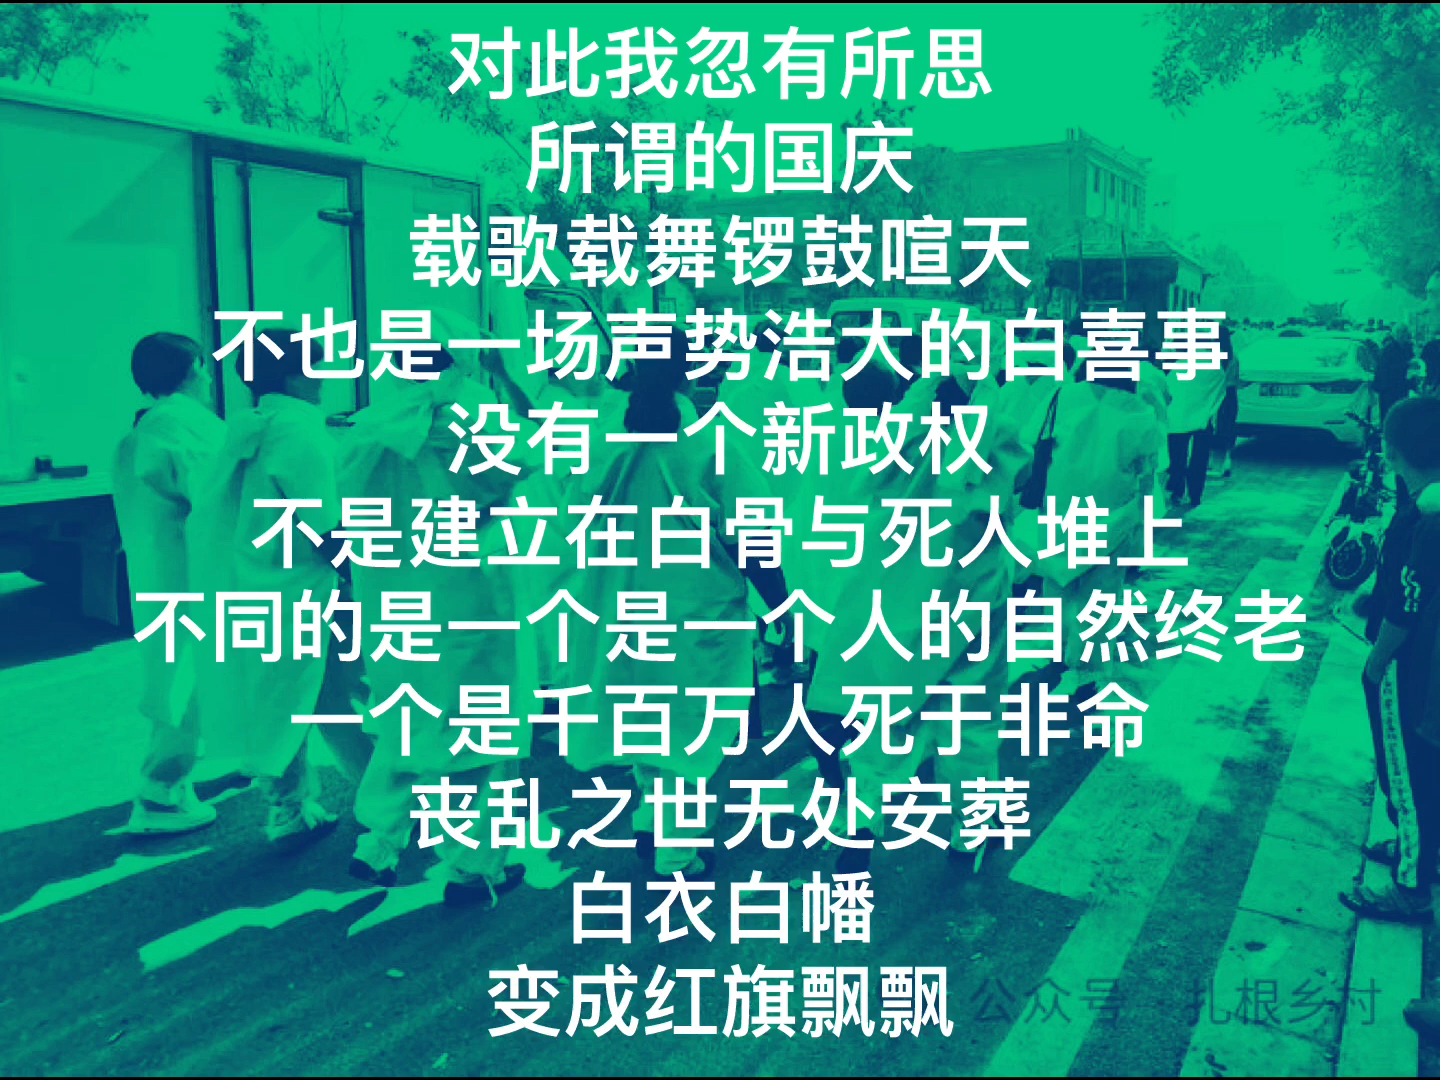 对此我忽有所思
所谓的国庆
载歌载舞锣鼓喧天
不也是一场声势浩大的白喜事
没有一个新政权
不是建立在白骨与死人堆上
不同的是一个是一个人的自然终老
一个是千百万人死于非命
丧乱之世无处安葬
白衣白幡
变成红旗飘飘
公众号 扎根乡村